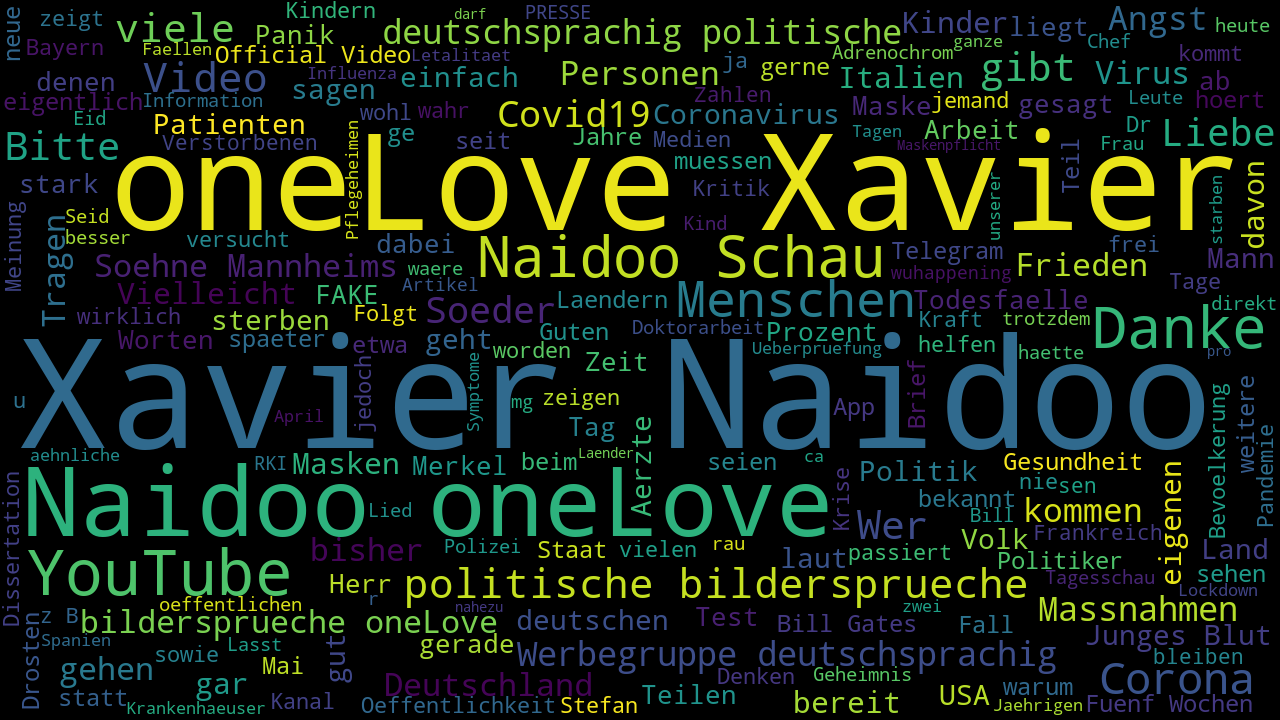 neue zeigt viele Kindern Panik darf PRESSE deutschsprachig politische Kinder liegt Angst Chef heute
Bayern Faellen Official Video Letalitaet Adrenochrom ganze kommt
denen Video Influenza sagen einfach Personen ja gerne Italien gibt Virus ab
eigentlich Information wohl wahr Covid19 Zahlen Coronavirus Maske jemand gesagt Leute hoert
Eid Patienten ge seit Jahre Medien Tagen Arbeit Dr Liebe
Bitte Verstorbenen Pflegeheimen muessen Maskenpflicht Frau Teil
stark oneLove Xavier Kritik unserer starben davon
Seid Kind
besser versucht dabei Naidoo Schau Telegram frei Mann
Meinung Tragen Soehne Mannheims waere wuhappening Frieden Tage
Vielleicht FAKE Artikel Soeder Laendern Menschen Todesfaelle direkt
wirklich sterben Folgt Guten Doktorarbeit Prozent Kraft trotzdem Danke
Worten spaeter etwa geht worden Zeit Ueberpruefung helfen haette pro
Xavier Naidoo
u April jedoch Symptome mg zeigen Tag App Brief
aehnliche RKI Masken Merkel beim Laender Aerzte seien ca Politik Gesundheit Bevoelkerung weitere Pandemie
Naidoo oneLove Lied Krise Wer bekannt nie sen
Dissertation Bill kommen eigenen
YouTube bisher Polizei Staat vielen rau laut passiert Volk Frankreich Land
Herr politische bildersprueche Politiker Tagesschau sehen
oeffentlichen r nahezu zwei Massnahmen Lockdown
Drosten z B bildersprueche oneLove deutschen Test Bill Gates Fall Junges Blut
Spanien Lasst gerade Werbegruppe deutschsprachig
gehen sowie Mai gut Denken Geheimnis bleiben
statt gar Deutschland Teilen USA warum Corona
Krankenhaeuser Kanal Oeffentlichkeit Stefan bereit Jaehrigen Fuenf Wochen